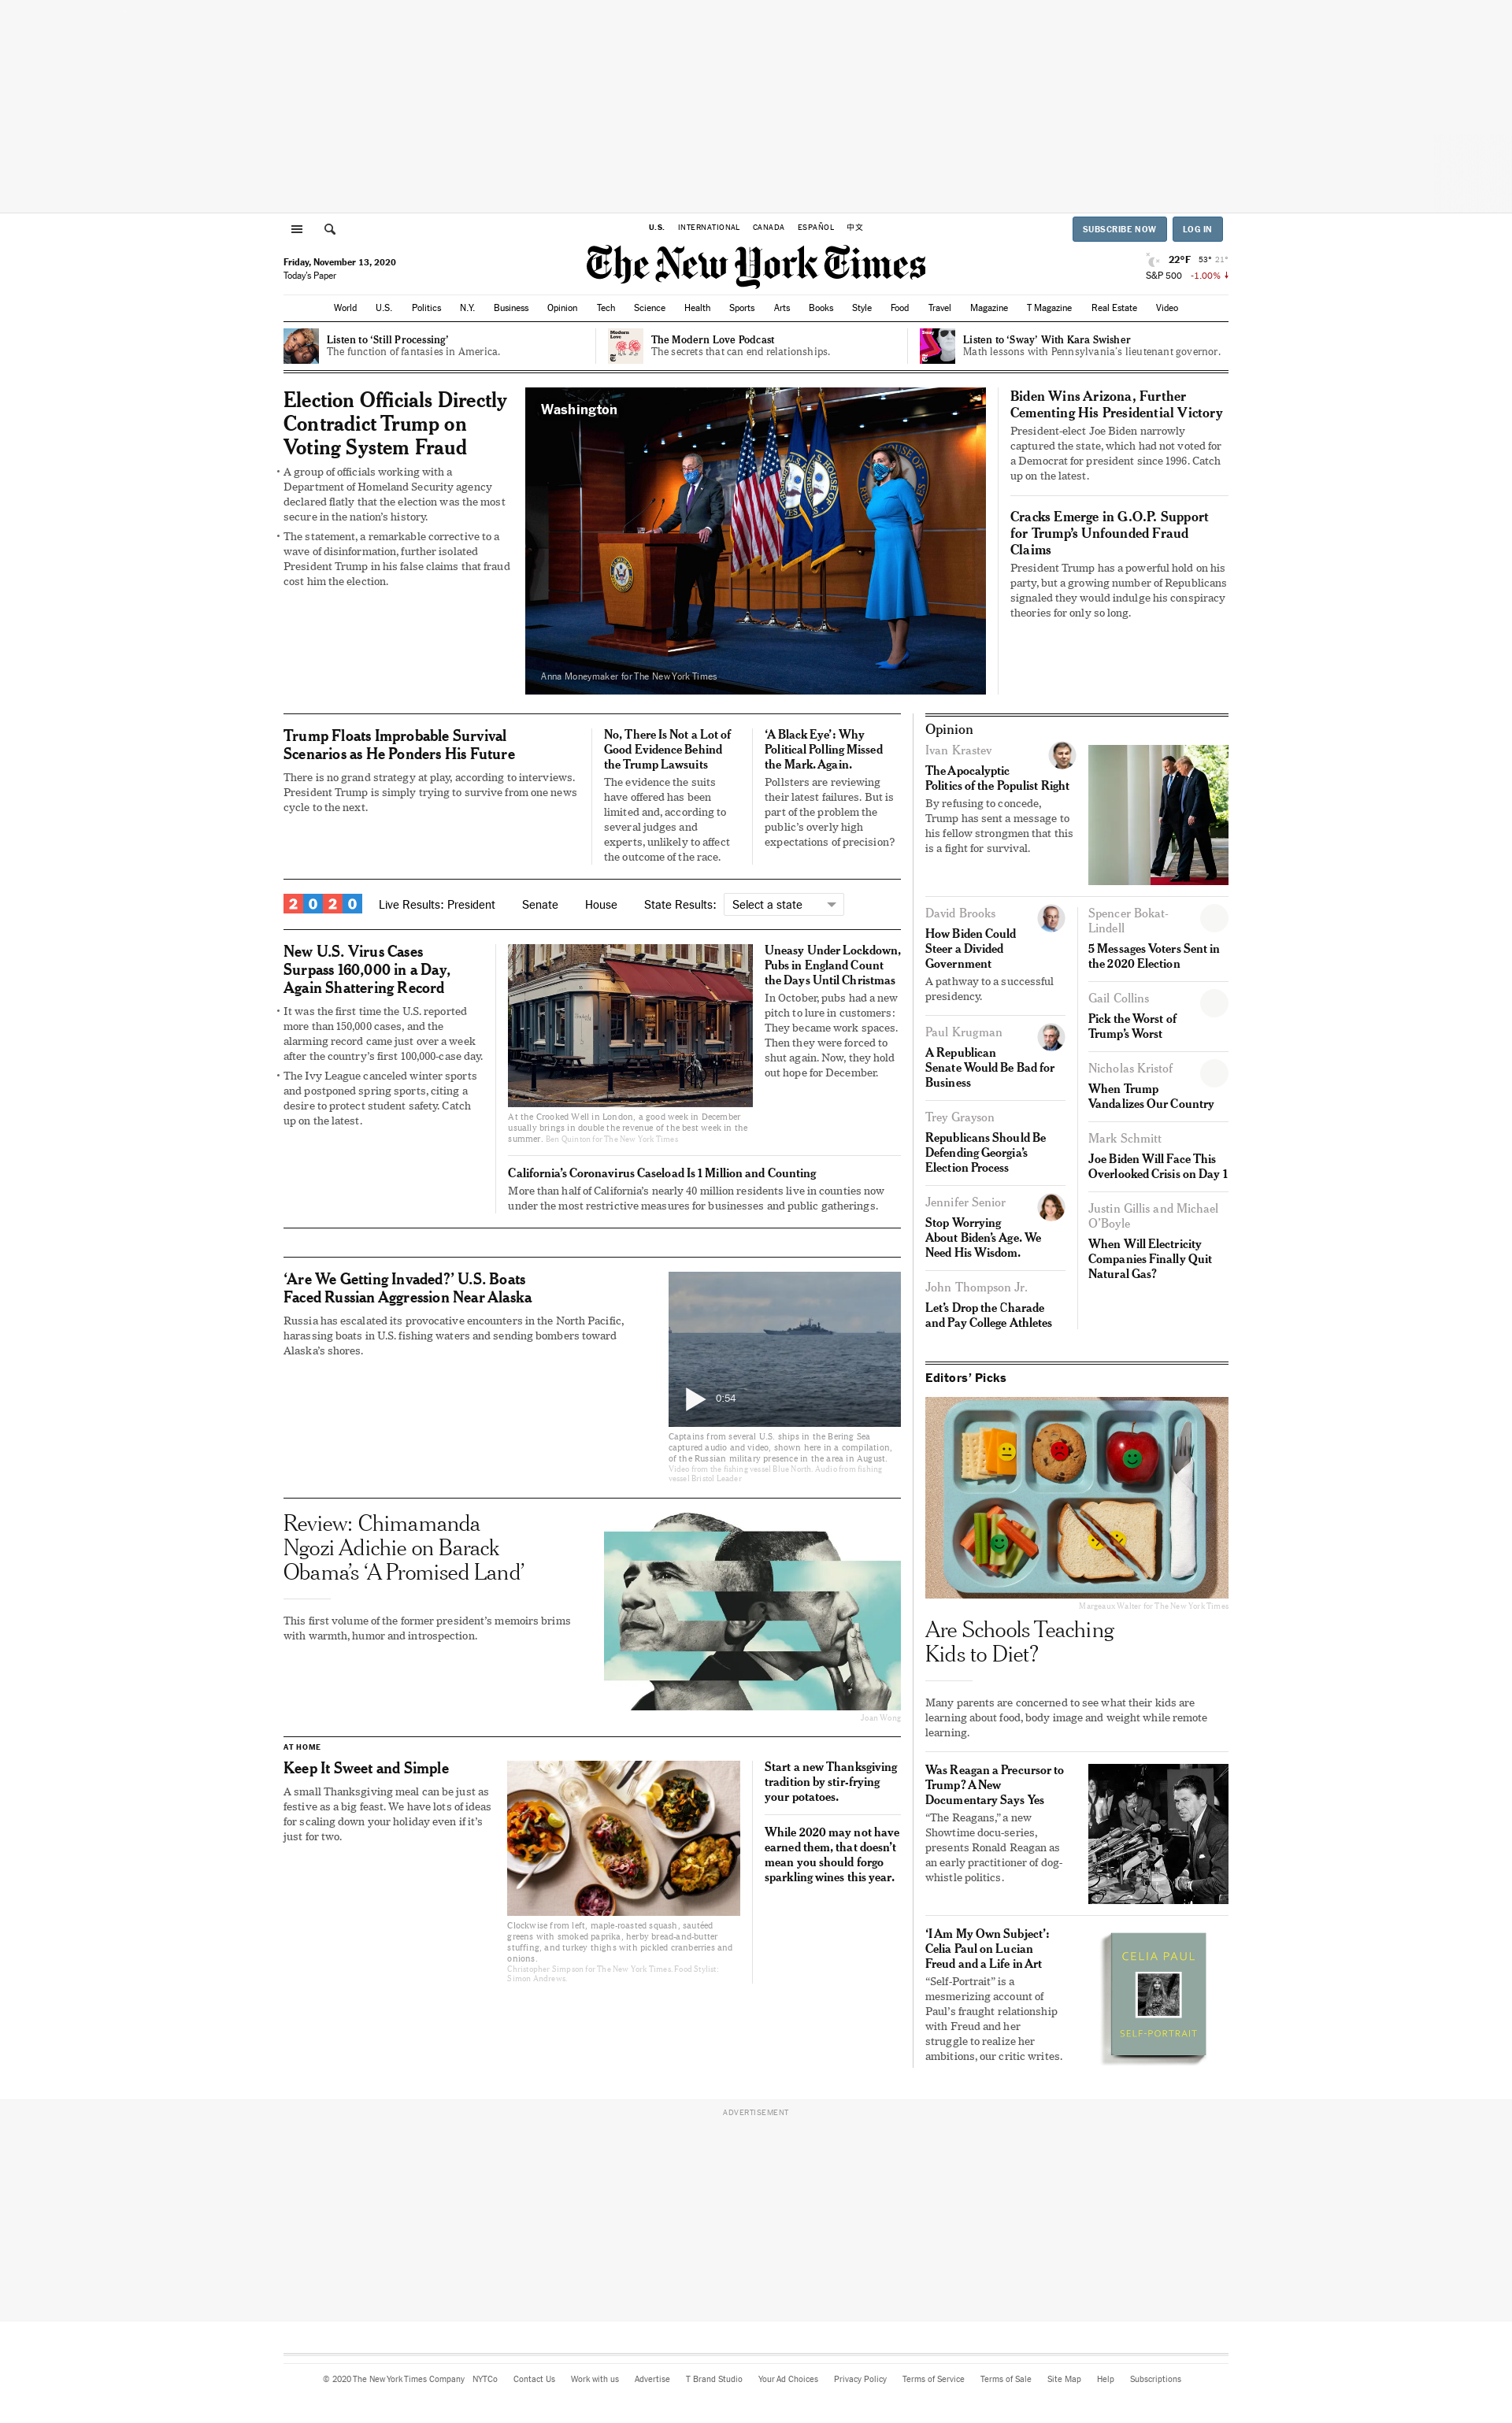 U.S. INTERNATIONAL CANADA ESPAÑOL 中文
SUBSCRIBE NOW LOG IN
Friday, November 13, 2020
Today's Paper
The New York Times
22°F 53° 21°
S&P 500 -1.00%
World U.S. Politics N.Y. Business Opinion Tech Science Health Sports Arts Books Style Food Travel Magazine T Magazine Real Estate Video
Listen to ‘Still Processing’
The function of fantasies in America.
Modern
Love
The Modern Love Podcast
The secrets that can end relationships.
Sway
Listen to ‘Sway’ With Kara Swisher
Math lessons with Pennsylvania's lieutenant governor.
Election Officials Directly
Contradict Trump on
Voting System Fraud
• A group of officials working with a
Department of Homeland Security agency
declared flatly that the election was the most
secure in the nation’s history.
• The statement, a remarkable corrective to a
wave of disinformation, further isolated
President Trump in his false claims that fraud
cost him the election.
Washington
Anna Moneymaker for The New York Times
Biden Wins Arizona, Further
Cementing His Presidential Victory
President-elect Joe Biden narrowly
captured the state, which had not voted for
a Democrat for president since 1996. Catch
up on the latest.
Cracks Emerge in G.O.P. Support
for Trump’s Unfounded Fraud
Claims
President Trump has a powerful hold on his
party, but a growing number of Republicans
signaled they would indulge his conspiracy
theories for only so long.
Trump Floats Improbable Survival
Scenarios as He Ponders His Future
There is no grand strategy at play, according to interviews.
President Trump is simply trying to survive from one news
cycle to the next.
No, There Is Not a Lot of
Good Evidence Behind
the Trump Lawsuits
The evidence the suits
have offered has been
limited and, according to
several judges and
experts, unlikely to affect
the outcome of the race.
‘A Black Eye’: Why
Political Polling Missed
the Mark. Again.
Pollsters are reviewing
their latest failures. But is
part of the problem the
public’s overly high
expectations of precision?
2020 Live Results: President Senate House State Results: Select a state
New U.S. Virus Cases
Surpass 160,000 in a Day,
Again Shattering Record
• It was the first time the U.S. reported
more than 150,000 cases, and the
alarming record came just over a week
after the country’s first 100,000-case day.
• The Ivy League canceled winter sports
and postponed spring sports, citing a
desire to protect student safety. Catch
up on the latest.
At the Crooked Well in London, a good week in December
usually brings in double the revenue of the best week in the
summer. Ben Quinton for The New York Times
Uneasy Under Lockdown,
Pubs in England Count
the Days Until Christmas
In October, pubs had a new
pitch to lure in customers:
They became work spaces.
Then they were forced to
shut again. Now, they hold
out hope for December.
California’s Coronavirus Caseload Is 1 Million and Counting
More than half of California’s nearly 40 million residents live in counties now
under the most restrictive measures for businesses and public gatherings.
‘Are We Getting Invaded?’ U.S. Boats
Faced Russian Aggression Near Alaska
Russia has escalated its provocative encounters in the North Pacific,
harassing boats in U.S. fishing waters and sending bombers toward
Alaska’s shores.
0:54
Captains from several U.S. ships in the Bering Sea
captured audio and video, shown here in a compilation,
of the Russian military presence in the area in August.
Video from the fishing vessel Blue North. Audio from fishing
vessel Bristol Leader
Review: Chimamanda
Ngozi Adichie on Barack
Obama’s ‘A Promised Land’
This first volume of the former president’s memoirs brims
with warmth, humor and introspection.
Joan Wong
AT HOME
Keep It Sweet and Simple
A small Thanksgiving meal can be just as
festive as a big feast. We have lots of ideas
for scaling down your holiday even if it’s
just for two.
Clockwise from left, maple-roasted squash, sautéed
greens with smoked paprika, herby bread-and-butter
stuffing, and turkey thighs with pickled cranberries and
onions.
Christopher Simpson for The New York Times. Food Stylist:
Simon Andrews.
Start a new Thanksgiving
tradition by stir-frying
your potatoes.
While 2020 may not have
earned them, that doesn’t
mean you should forgo
sparkling wines this year.
Opinion
Ivan Krastev
The Apocalyptic
Politics of the Populist Right
By refusing to concede,
Trump has sent a message to
his fellow strongmen that this
is a fight for survival.
David Brooks
How Biden Could
Steer a Divided
Government
A pathway to a successful
presidency.
Paul Krugman
A Republican
Senate Would Be Bad for
Business
Trey Grayson
Republicans Should Be
Defending Georgia’s
Election Process
Jennifer Senior
Stop Worrying
About Biden’s Age. We
Need His Wisdom.
John Thompson Jr.
Let’s Drop the Charade
and Pay College Athletes
Spencer Bokat-
Lindell
5 Messages Voters Sent in
the 2020 Election
Gail Collins
Pick the Worst of
Trump’s Worst
Nicholas Kristof
When Trump
Vandalizes Our Country
Mark Schmitt
Joe Biden Will Face This
Overlooked Crisis on Day 1
Justin Gillis and Michael
O’Boyle
When Will Electricity
Companies Finally Quit
Natural Gas?
Editors’ Picks
Margeaux Walter for The New York Times
Are Schools Teaching
Kids to Diet?
Many parents are concerned to see what their kids are
learning about food, body image and weight while remote
learning.
Was Reagan a Precursor to
Trump? A New
Documentary Says Yes
“The Reagans,” a new
Showtime docu-series,
presents Ronald Reagan as
an early practitioner of dog-
whistle politics.
‘I Am My Own Subject’:
Celia Paul on Lucian
Freud and a Life in Art
“Self-Portrait” is a
mesmerizing account of
Paul’s fraught relationship
with Freud and her
struggle to realize her
ambitions, our critic writes.
CELIA PAUL
SELF-PORTRAIT
ADVERTISEMENT
© 2020 The New York Times Company NYTCo Contact Us Work with us Advertise T Brand Studio Your Ad Choices Privacy Policy Terms of Service Terms of Sale Site Map Help Subscriptions